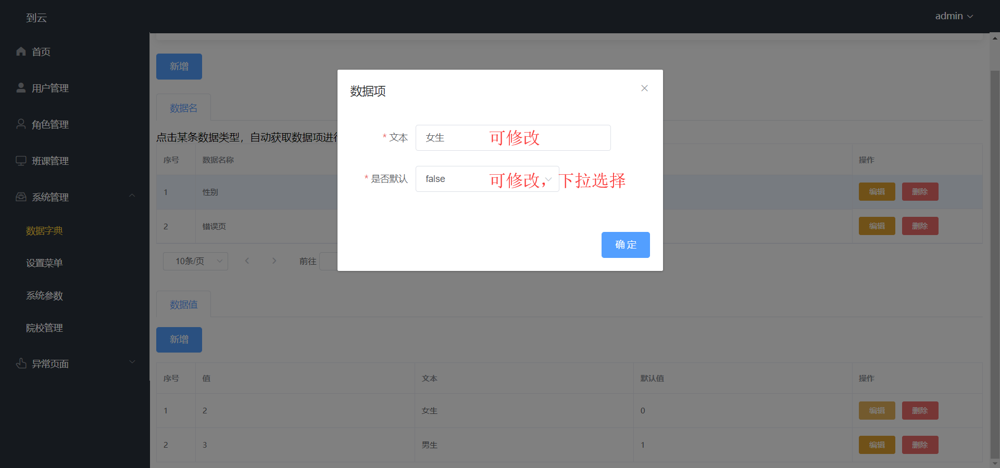 到云
admin
首页
用户管理
角色管理
班课管理
系统管理
数据字典
设置菜单
系统参数
院校管理
异常页面
新增
数据名
点击某条数据类型，自动获取数据项进
序号 数据名称 操作
1 性别 编辑 删除
2 错误页 编辑 删除
10条/页 前往
数据项
*文本 女生 可修改
*是否默认 false 可修改，下拉选择
确定
数据值
新增
序号 值 文本 默认值 操作
1 2 女生 0 编辑 删除
2 3 男生 1 编辑 删除